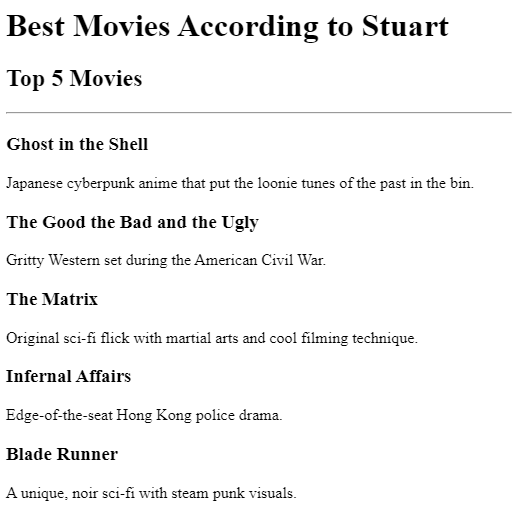 Best Movies According to Stuart
Top 5 Movies
Ghost in the Shell
Japanese cyberpunk anime that put the loonie tunes of the past in the bin.
The Good the Bad and the Ugly
Gritty Western set during the American Civil War.
The Matrix
Original sci-fi flick with martial arts and cool filming technique.
Infernal Affairs
Edge-of-the-seat Hong Kong police drama.
Blade Runner
A unique, noir sci-fi with steam punk visuals.